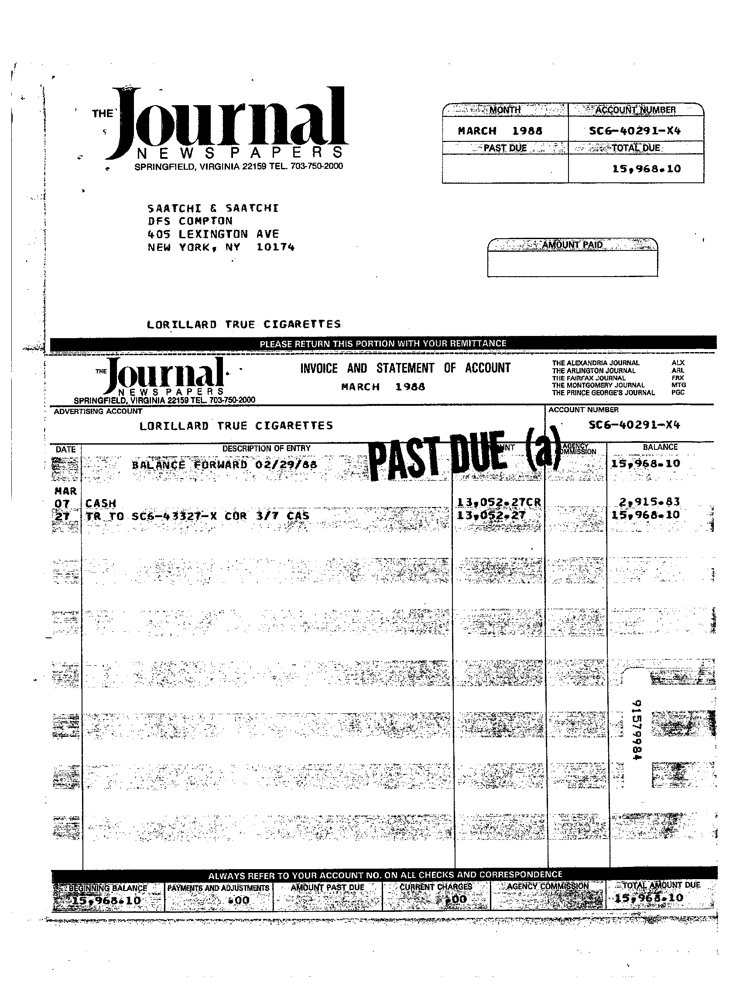 THE Journal
NEWSPAPERS
SPRINGFIELD, VIRGINIA 22159 TEL. 703-750-2000
MONTH ACCOUNT NUMBER
MARCH 1988 SC6-40291-X4
PAST DUE TOTAL DUE
15,968.10
SAATCHI & SAATCHI
DFS COMPTON
405 LEXINGTON AVE
NEW YORK, NY 10174
AMOUNT PAID
LORILLARD TRUE CIGARETTES
PLEASE RETURN THIS PORTION WITH YOUR REMITTANCE
THE Journal
NEWSPAPERS
SPRINGFIELD, VIRGINIA 22159 TEL. 703-750-2000
INVOICE AND STATEMENT OF ACCOUNT
MARCH 1988
THE ALEXANDRIA JOURNAL ALX
THE ARLINGTON JOURNAL ARL
THE FAIRFAX JOURNAL FRX
THE MONTGOMERY JOURNAL MTG
THE PRINCE GEORGE'S JOURNAL PGC
ADVERTISING ACCOUNT ACCOUNT NUMBER
LORILLARD TRUE CIGARETTES SC6-40291-X4
DATE DESCRIPTION OF ENTRY AGENCY COMMISSION BALANCE
PAST DUE (a)
BALANCE FORWARD 02/29/88 15,968.10
MAR
07 CASH 13,052.27CR 2,915.83
27 TR TO SC6-43327-X COR 3/7 CAS 13,052.27 15,968.10
91579984
ALWAYS REFER TO YOUR ACCOUNT NO. ON ALL CHECKS AND CORRESPONDENCE
BEGINNING BALANCE PAYMENTS AND ADJUSTMENTS AMOUNT PAST DUE CURRENT CHARGES AGENCY COMMISSION TOTAL AMOUNT DUE
15,968.10 .00 .00 15,968.10